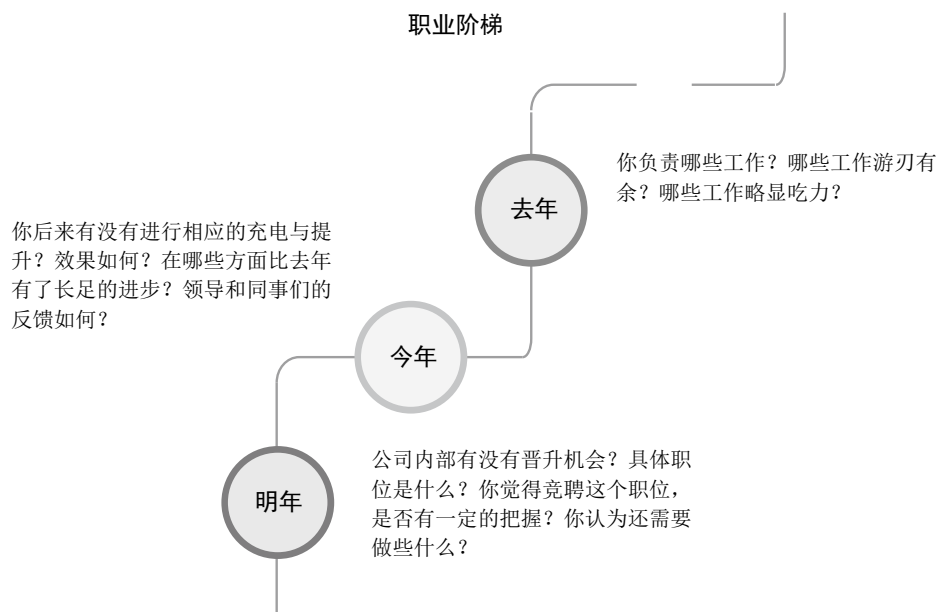 职业阶梯
你负责哪些工作？哪些工作游刃有
余？哪些工作略显吃力？
去年
你后来有没有进行相应的充电与提
升？效果如何？在哪些方面比去年
有了长足的进步？领导和同事们的
反馈如何？
今年
公司内部有没有晋升机会？具体职
位是什么？你觉得竞聘这个职位，
是否有一定的把握？你认为还需要
做些什么？
明年